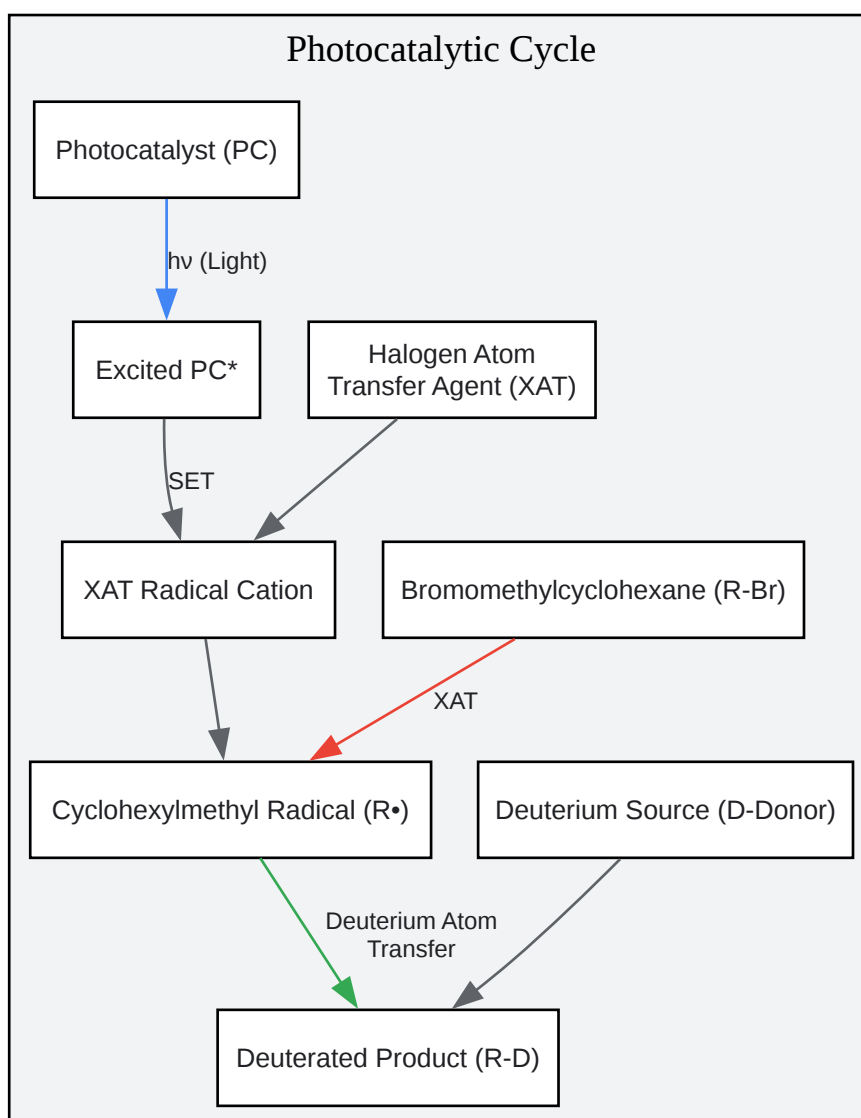 Photocatalytic Cycle
Photocatalyst (PC)
hν (Light)
Excited PC*
Halogen Atom
Transfer Agent (XAT)
SET
XAT Radical Cation
Bromomethylcyclohexane (R-Br)
XAT
Cyclohexylmethyl Radical (R•)
Deuterium Source (D-Donor)
Deuterium Atom
Transfer
Deuterated Product (R-D)